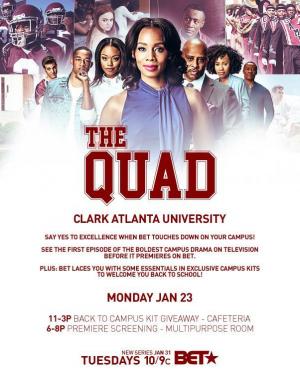 THE
QUAD
CLARK ATLANTA UNIVERSITY
SAY YES TO EXCELLENCE WHEN BET TOUCHES DOWN ON YOUR CAMPUS!
SEE THE FIRST EPISODE OF THE BOLDEST CAMPUS DRAMA ON TELEVISION
BEFORE IT PREMIERES ON BET.
PLUS: BET LACES YOU WITH SOME ESSENTIALS IN EXCLUSIVE CAMPUS KITS
TO WELCOME YOU BACK TO SCHOOL!
MONDAY JAN 23
11-3P BACK TO CAMPUS KIT GIVEAWAY - CAFETERIA
6-8P PREMIERE SCREENING - MULTIPURPOSE ROOM
NEW SERIES JAN 31
TUESDAYS 10/9c BET★